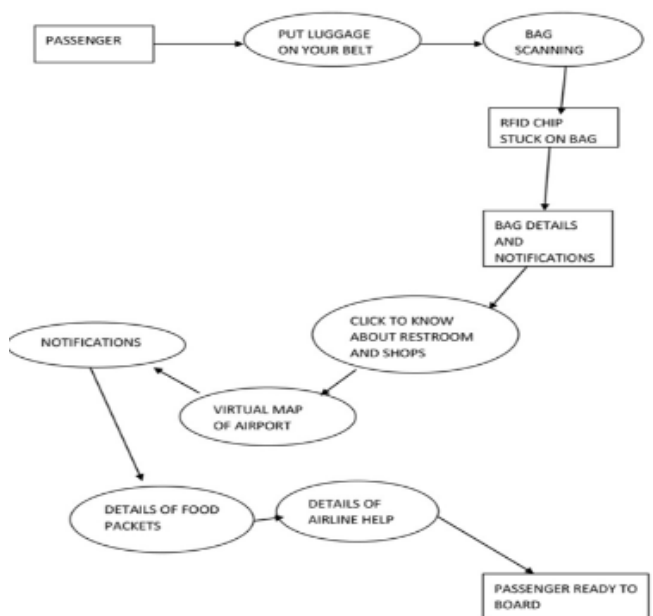 PASSENGER
PUT LUGGAGE
ON YOUR BELT
BAG
SCANNING
RFID CHIP
STUCK ON BAG
BAG DETAILS
AND
NOTIFICATIONS
CLICK TO KNOW
ABOUT RESTROOM
AND SHOPS
VIRTUAL MAP
OF AIRPORT
NOTIFICATIONS
DETAILS OF FOOD
PACKETS
DETAILS OF
AIRLINE HELP
PASSENGER READY TO
BOARD